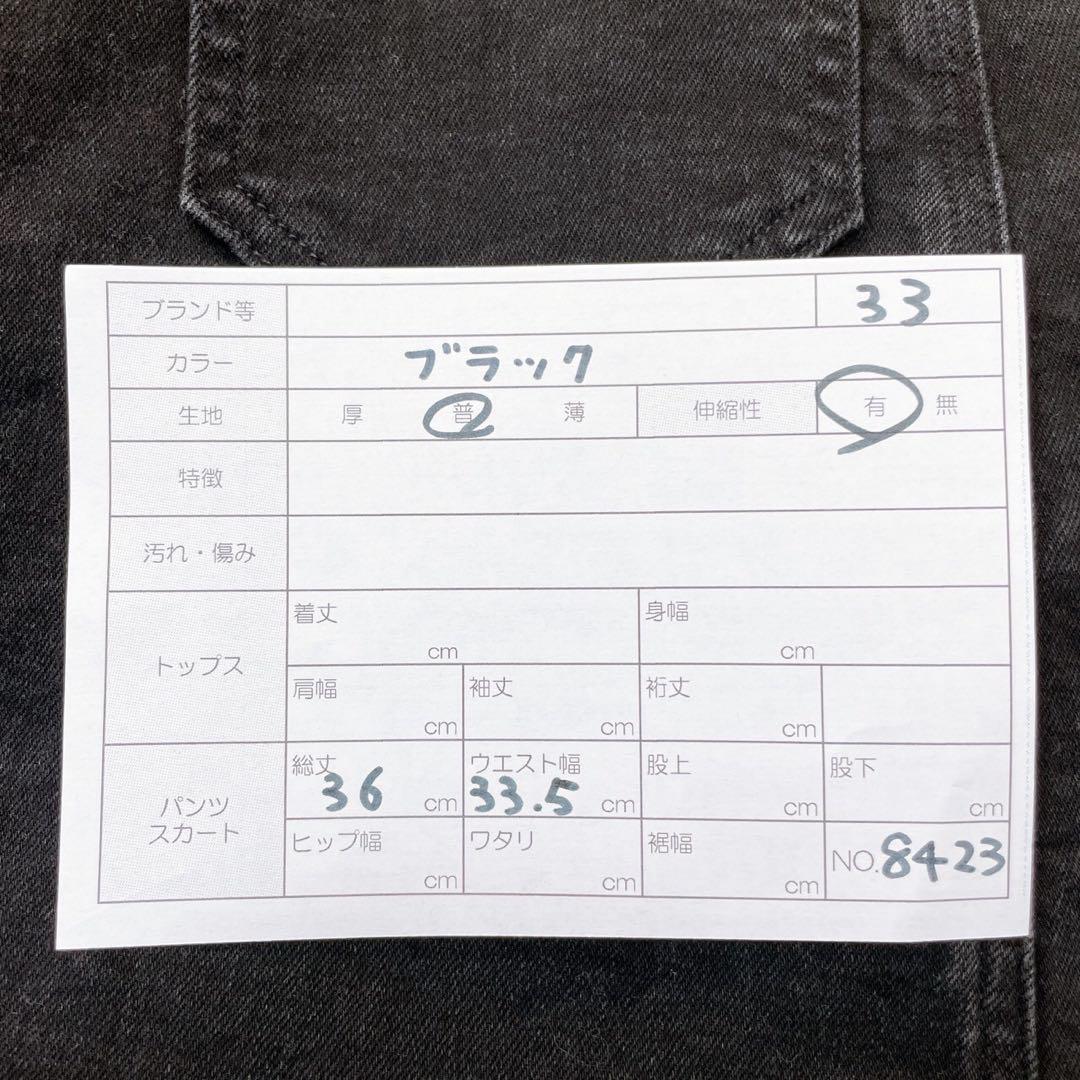 ブランド等 33
カラー ブラック
生地 厚 普 薄 伸縮性 有 無
特徴
汚れ・傷み
トップス
着丈 cm 身幅 cm
肩幅 cm 袖丈 cm 裄丈 cm
パンツ
スカート
総丈 36 cm ウエスト幅 33.5 cm 股上 cm 股下 cm
ヒップ幅 cm ワタリ cm 裾幅 cm NO.8423